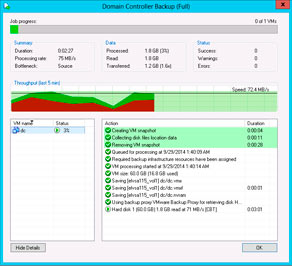 Domain Controller Backup (Full)
Job progress:
0 of 1 VMs
Summary
Data
Status
Duration: 0:02:27
Processed: 1.8 GB (3%)
Success: 0
Processing rate: 75 MB/s
Read: 1.8 GB
Warnings: 0
Bottleneck: Source
Transferred: 1.2 GB (1.6x)
Errors: 0
Throughput (last 5 min)
Speed: 72.4 MB/s
VM name
Status
dc
3%
Action
Duration
Creating VM snapshot 0:00:04
Collecting disk files location data 0:00:11
Removing VM snapshot 0:00:28
Queued for processing at 9/29/2014 1:40:09 AM
Required backup infrastructure resources have been assigned
VM processing started at 9/29/2014 1:40:14 AM
VM size: 60.0 GB (16.8 GB used)
Saving [elvsa115_vol1] dc/dc.vmx
Saving [elvsa115_vol1] dc/dc.vmxf 0:00:01
Saving [elvsa115_vol1] dc/dc.nvram
Using backup proxy VMware Backup Proxy for retrieving disk H...
Hard disk 1 (60.0 GB) 1.8 GB read at 71 MB/s [CBT] 0:03:01
Hide Details
OK